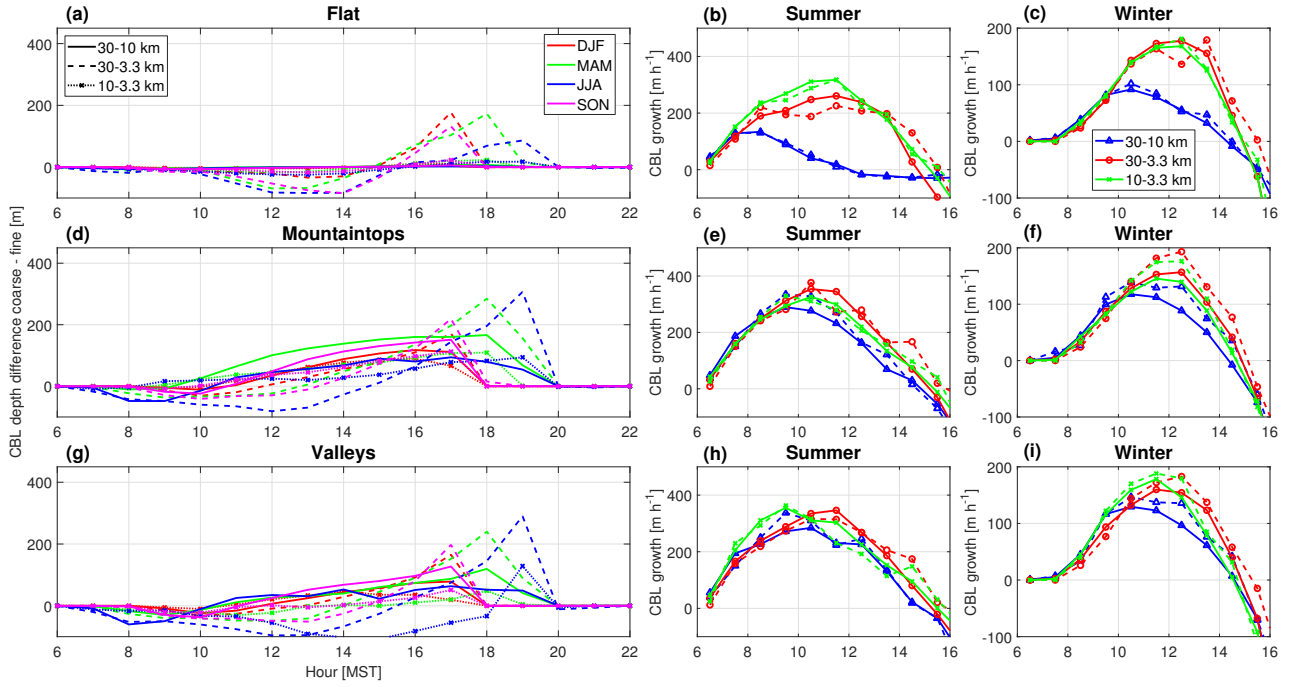 (a) Flat
400
200
0
30-10 km
30-3.3 km
10-3.3 km
DJF
MAM
JJA
SON
6 8 10 12 14 16 18 20 22
(b) Summer
CBL growth [m h⁻¹]
600
400
200
0
6 8 10 12 14 16
(c) Winter
CBL growth [m h⁻¹]
200
100
0
-100
30-10 km
30-3.3 km
10-3.3 km
6 8 10 12 14 16
CBL depth difference coarse - fine [m]
(d) Mountaintops
400
200
0
6 8 10 12 14 16 18 20 22
(e) Summer
CBL growth [m h⁻¹]
400
200
0
6 8 10 12 14 16
(f) Winter
CBL growth [m h⁻¹]
200
100
0
-100
6 8 10 12 14 16
(g) Valleys
400
200
0
6 8 10 12 14 16 18 20 22
Hour [MST]
(h) Summer
CBL growth [m h⁻¹]
400
200
0
6 8 10 12 14 16
(i) Winter
CBL growth [m h⁻¹]
200
100
0
-100
6 8 10 12 14 16